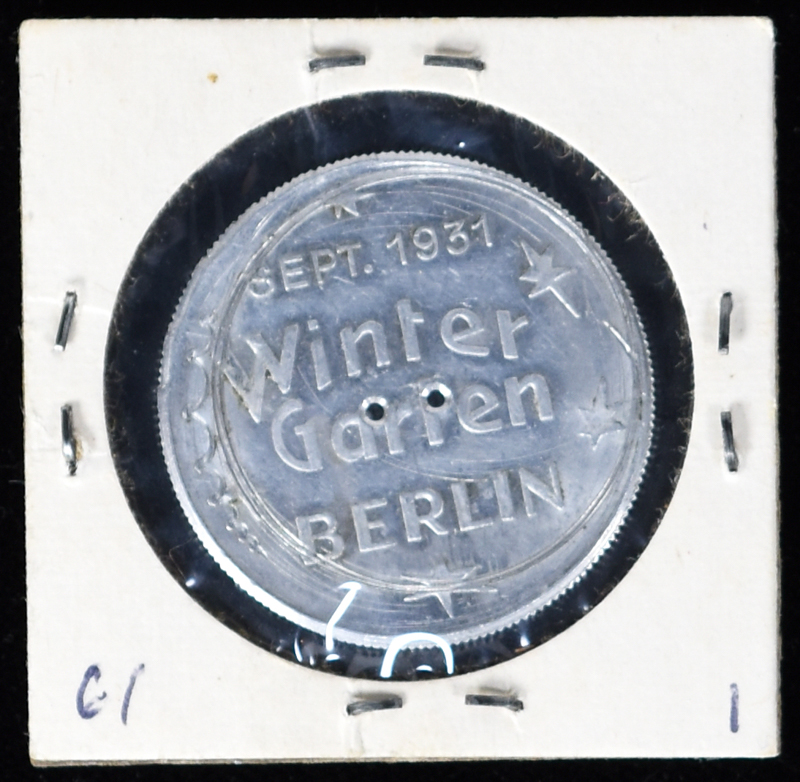 SEPT. 1931
Winter
Garten
BERLIN
G1
1